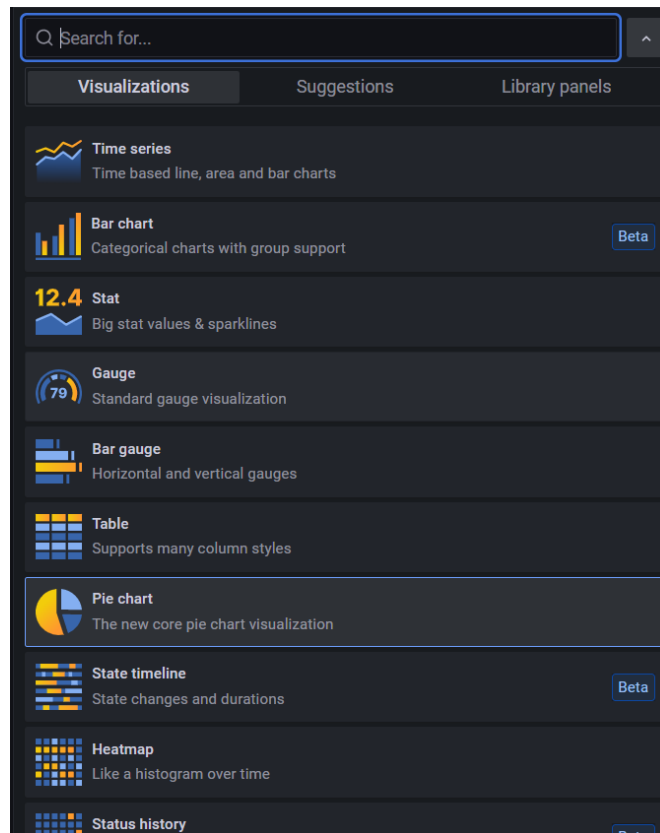 Search for...
Visualizations Suggestions Library panels
Time series
Time based line, area and bar charts
Bar chart
Categorical charts with group support
Beta
12.4
Stat
Big stat values & sparklines
79
Gauge
Standard gauge visualization
Bar gauge
Horizontal and vertical gauges
Table
Supports many column styles
Pie chart
The new core pie chart visualization
State timeline
State changes and durations
Beta
Heatmap
Like a histogram over time
Status history
Beta